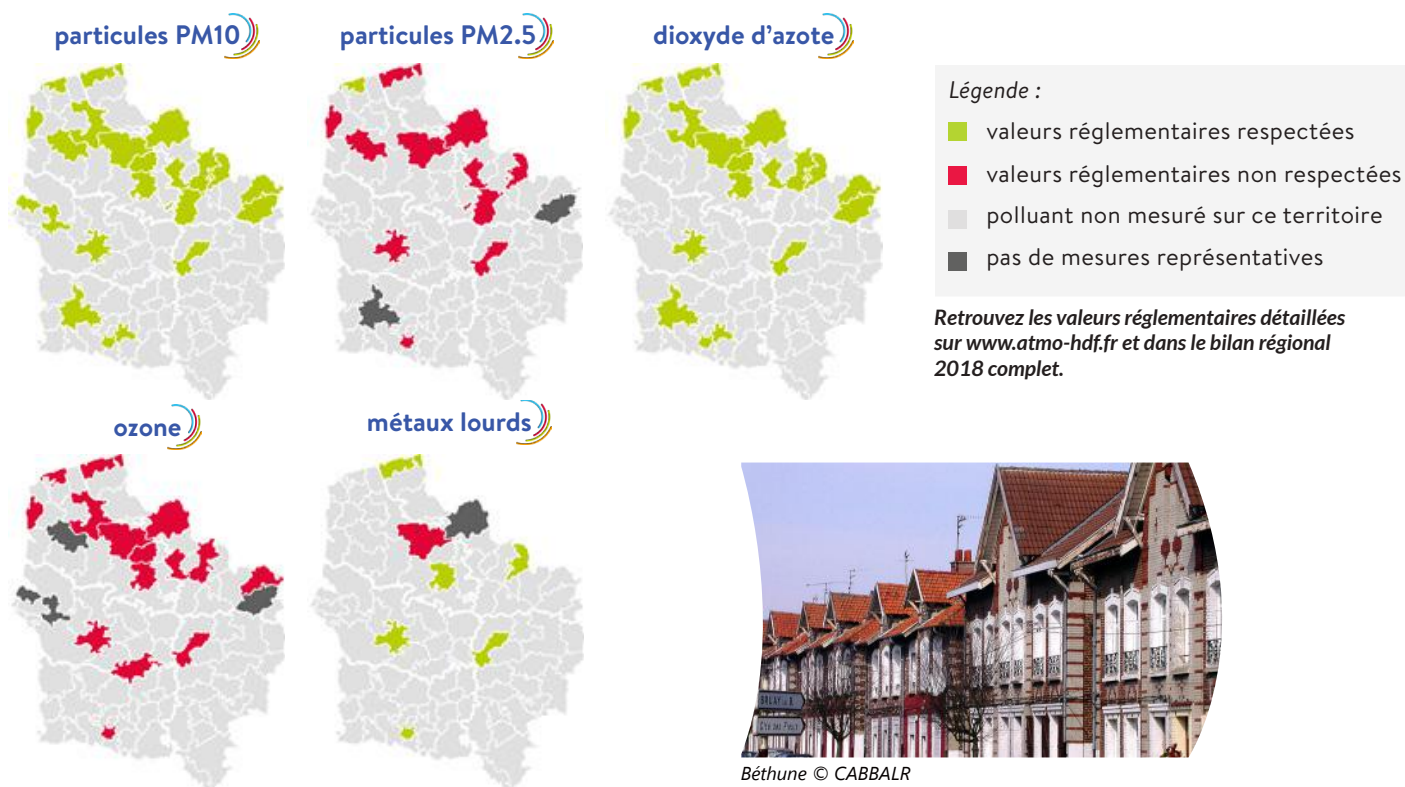 particules PM10
particules PM2.5
dioxyde d'azote
Légende :
valeurs réglementaires respectées
valeurs réglementaires non respectées
polluant non mesuré sur ce territoire
pas de mesures représentatives
Retrouvez les valeurs réglementaires détaillées
sur www.atmo-hdf.fr et dans le bilan régional
2018 complet.
ozone
métaux lourds
BRUAY
Béthune © CABBALR